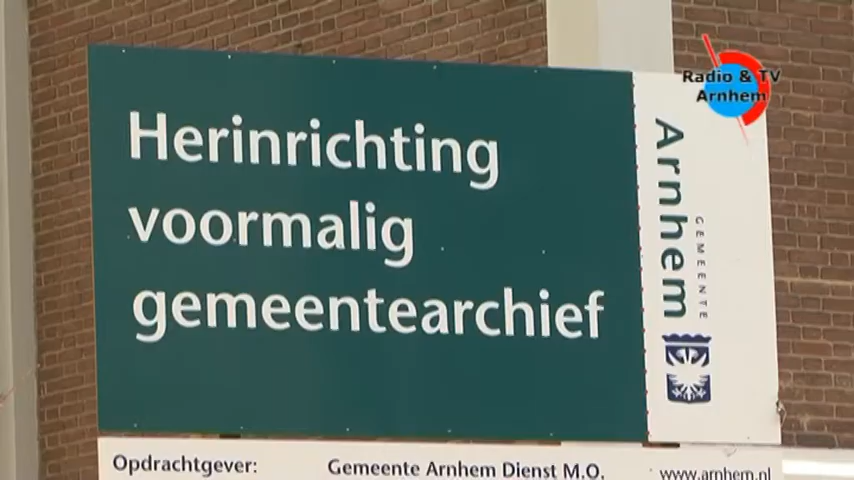 Radio & TV
Arnhem
Herinrichting
voormalig
gemeentearchief
GEMEENTE
Arnhem
Opdrachtgever: Gemeente Arnhem Dienst M.O. www.arnhem.nl